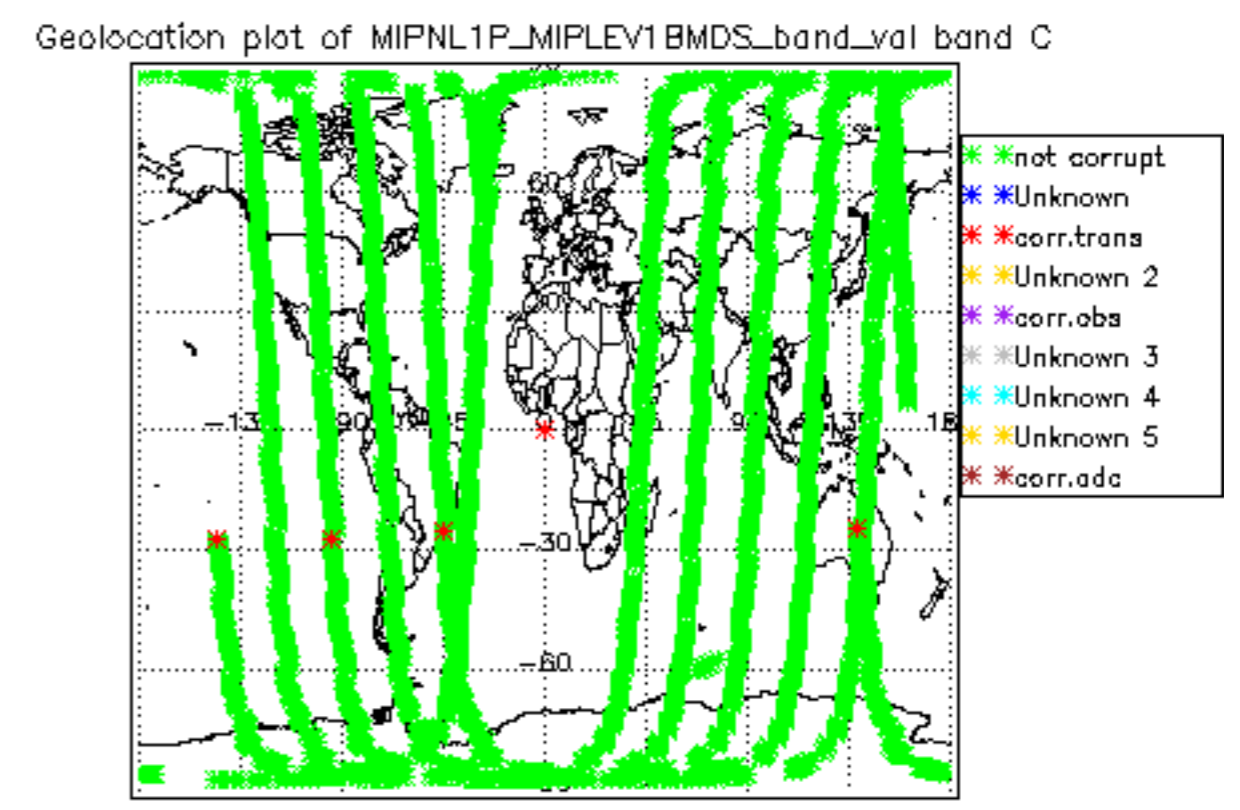 Geolocation plot of MIPNL1P_MIPLEV1BMDS_band_val band C
not corrupt
Unknown
corr.trans
Unknown 2
corr.obs
Unknown 3
Unknown 4
Unknown 5
corr.adc
60
-30
-60